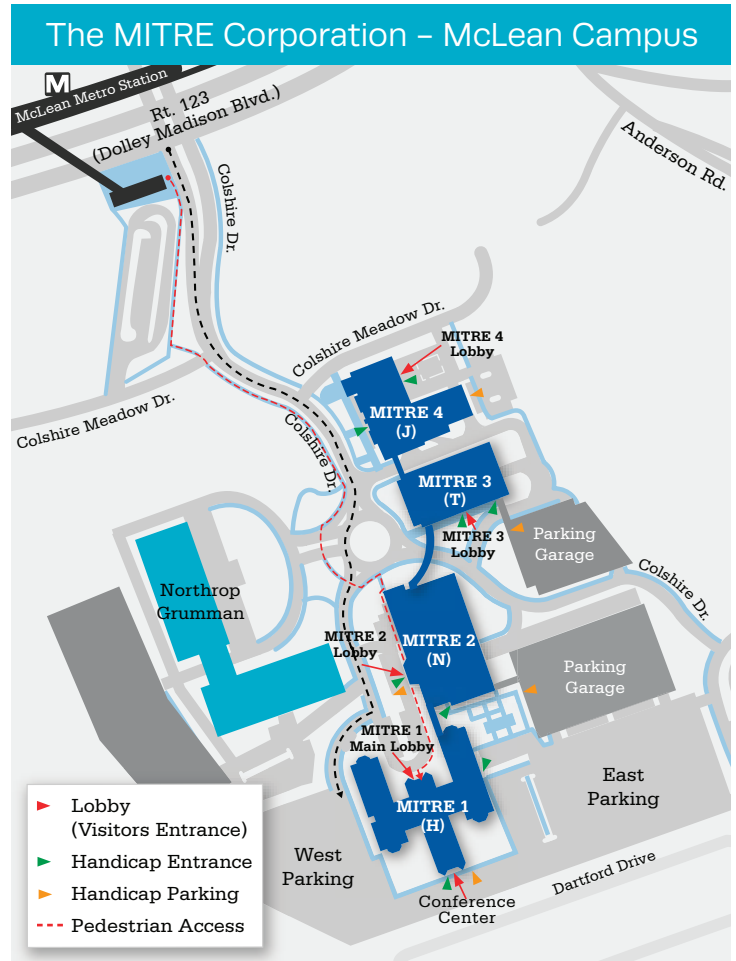 The MITRE Corporation – McLean Campus
M
McLean Metro Station
Rt. 123
(Dolley Madison Blvd.)
Anderson Rd.
Colshire Dr.
Colshire Meadow Dr.
MITRE 4
Lobby
MITRE 4
(J)
Colshire Meadow Dr.
Colshire Dr.
MITRE 3
(T)
MITRE 3
Lobby
Parking
Garage
Northrop
Grumman
Colshire Dr.
MITRE 2
Lobby
MITRE 2
(N)
Parking
Garage
MITRE 1
Main Lobby
MITRE 1
(H)
East
Parking
West
Parking
Dartford Drive
Conference
Center
Lobby
(Visitors Entrance)
Handicap Entrance
Handicap Parking
Pedestrian Access